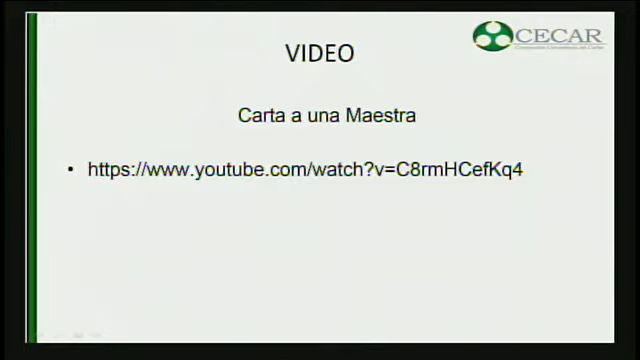 CECAR
VIDEO
Carta a una Maestra
• https://www.youtube.com/watch?v=C8rmHCefKq4